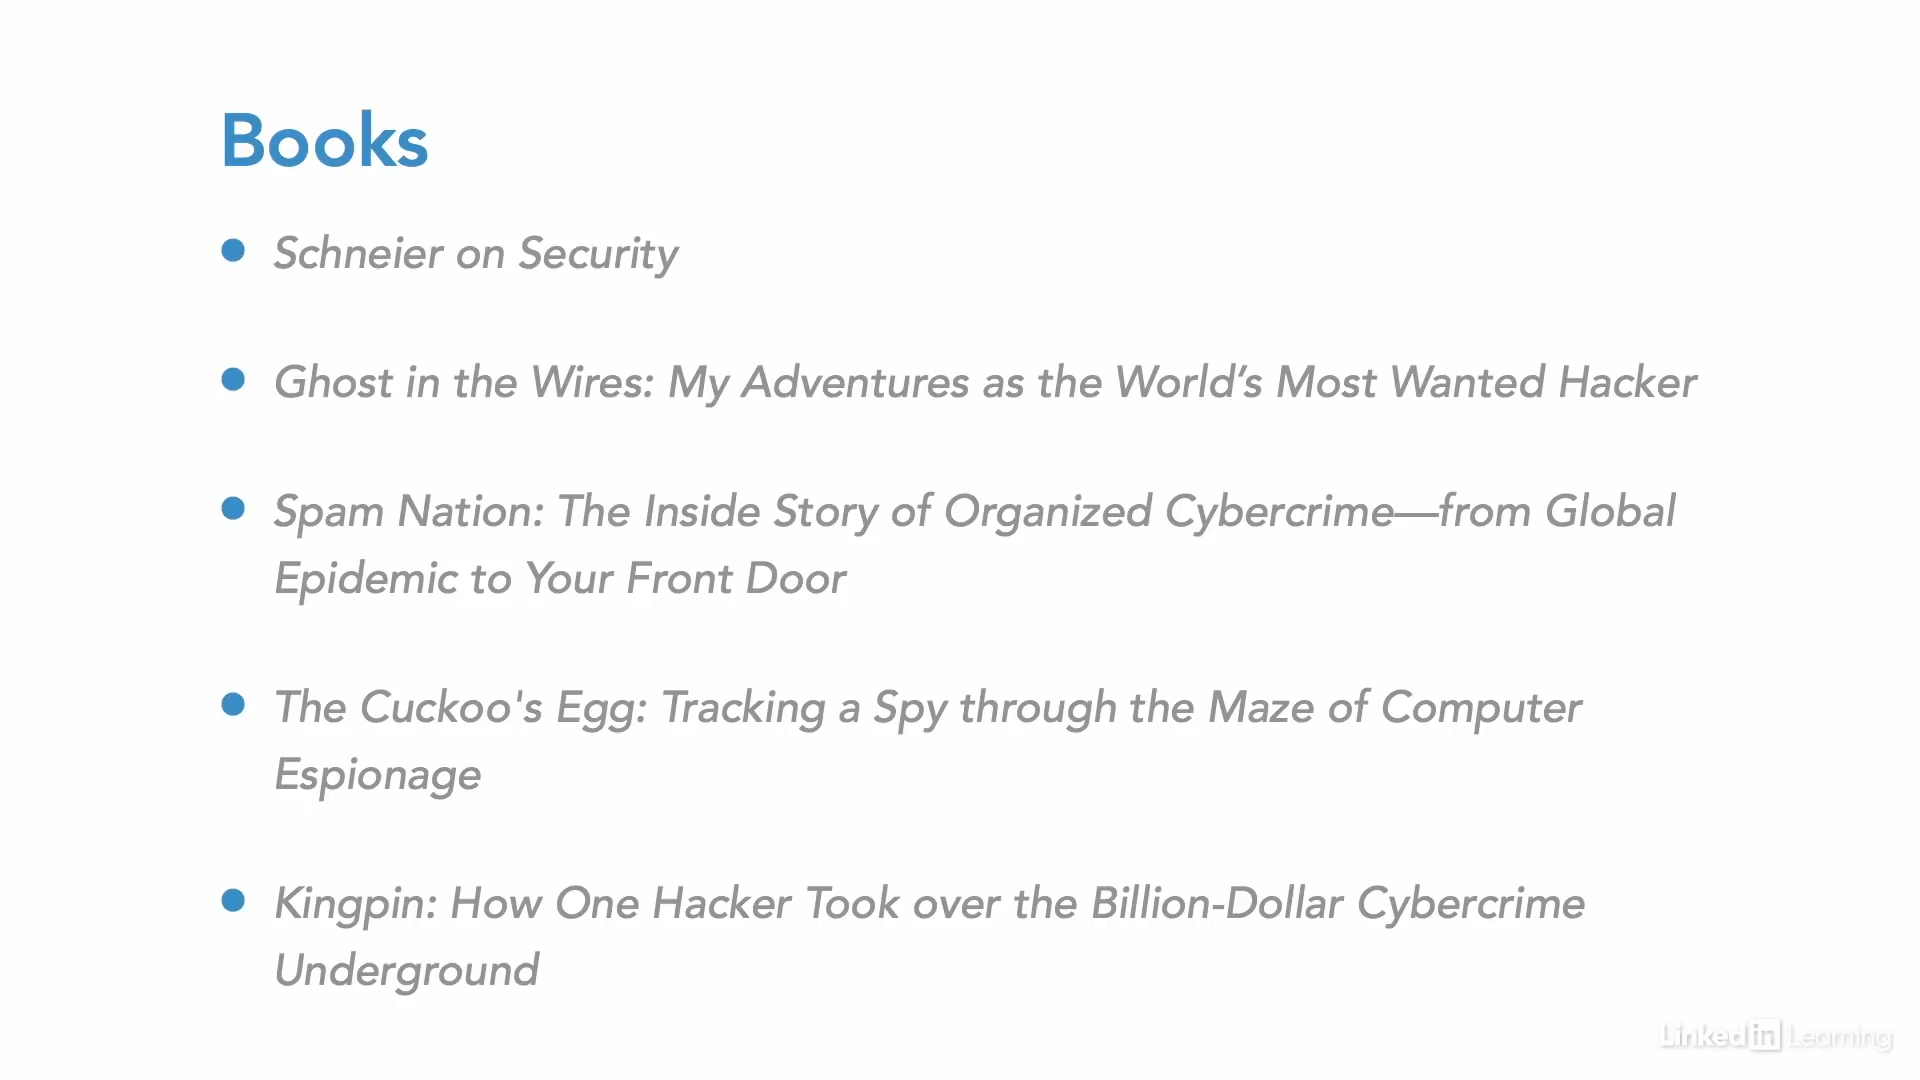 Books
Schneier on Security
Ghost in the Wires: My Adventures as the World’s Most Wanted Hacker
Spam Nation: The Inside Story of Organized Cybercrime—from Global
Epidemic to Your Front Door
The Cuckoo's Egg: Tracking a Spy through the Maze of Computer
Espionage
Kingpin: How One Hacker Took over the Billion-Dollar Cybercrime
Underground
Linked in Learning